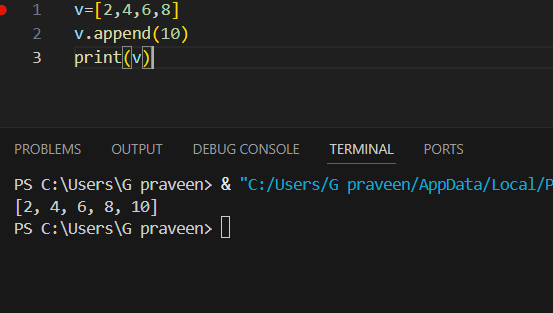 1 v=[2,4,6,8]
2 v.append(10)
3 print(v)
PROBLEMS OUTPUT DEBUG CONSOLE TERMINAL PORTS
PS C:\Users\G praveen> & "C:/Users/G praveen/AppData/Local/P
[2, 4, 6, 8, 10]
PS C:\Users\G praveen>